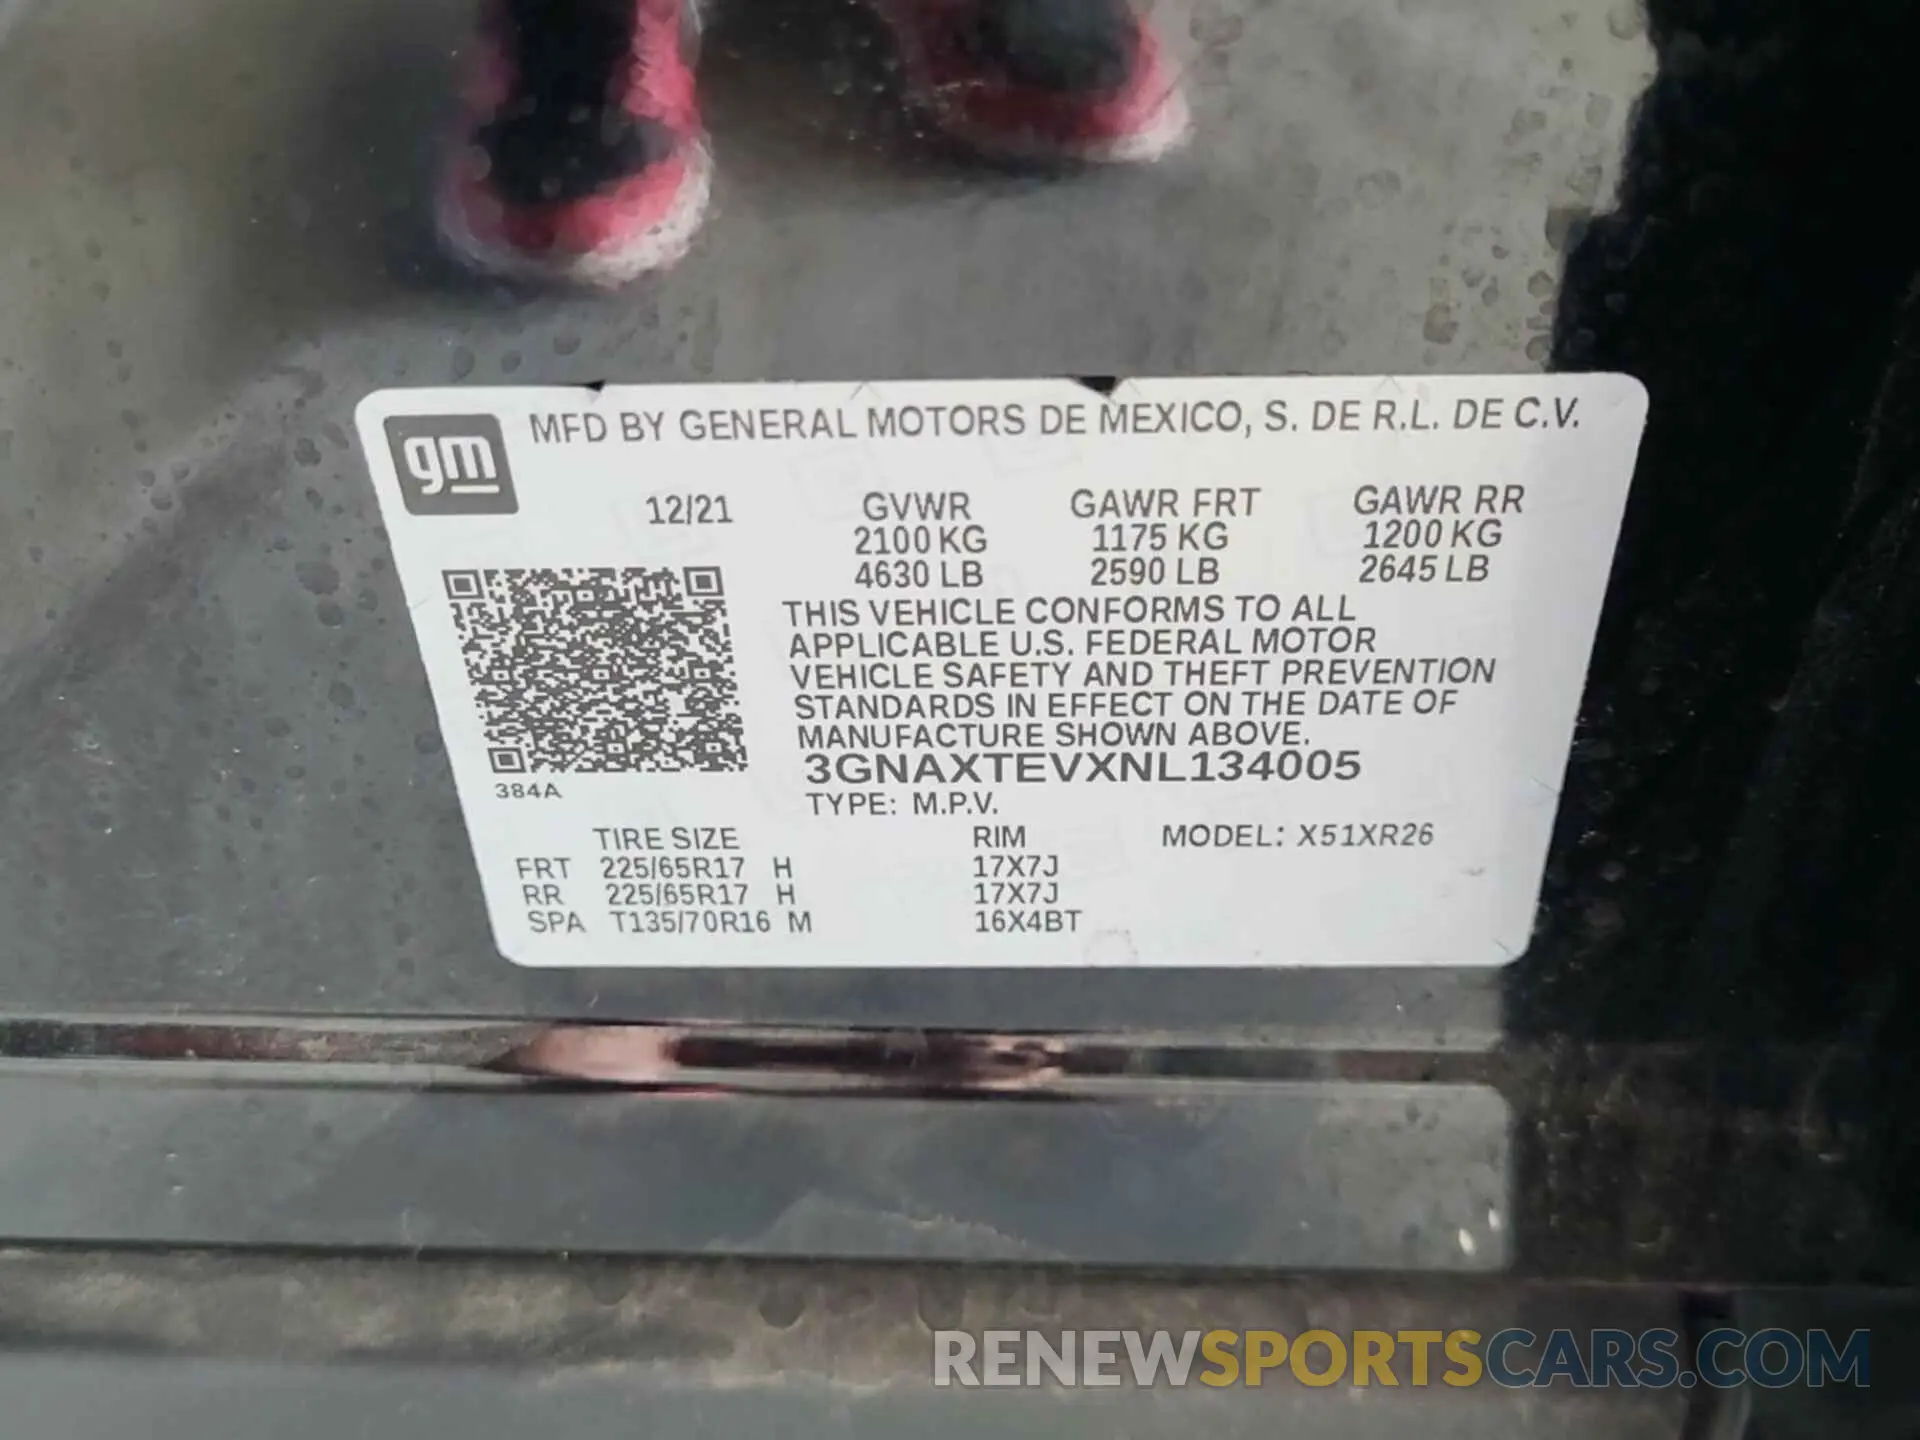 gm
MFD BY GENERAL MOTORS DE MEXICO, S. DE R.L. DE C.V.
12/21 GVWR GAWR FRT GAWR RR
2100 KG 1175 KG 1200 KG
4630 LB 2590 LB 2645 LB
THIS VEHICLE CONFORMS TO ALL
APPLICABLE U.S. FEDERAL MOTOR
VEHICLE SAFETY AND THEFT PREVENTION
STANDARDS IN EFFECT ON THE DATE OF
MANUFACTURE SHOWN ABOVE.
3GNAXTEVXNL134005
384A
TYPE: M.P.V.
TIRE SIZE RIM MODEL: X51XR26
FRT 225/65R17 H 17X7J
RR 225/65R17 H 17X7J
SPA T135/70R16 M 16X4BT
RENEWSPORTSCARS.COM